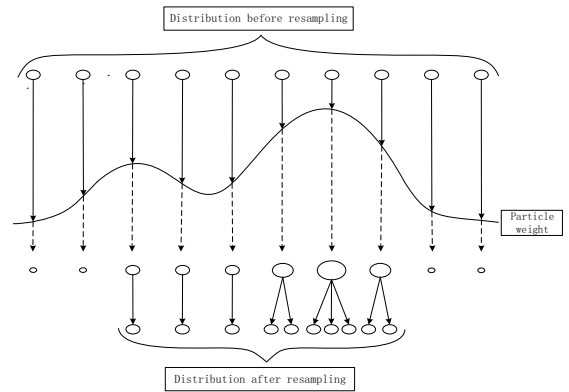 Distribution before resampling
Particle
weight
Distribution after resampling